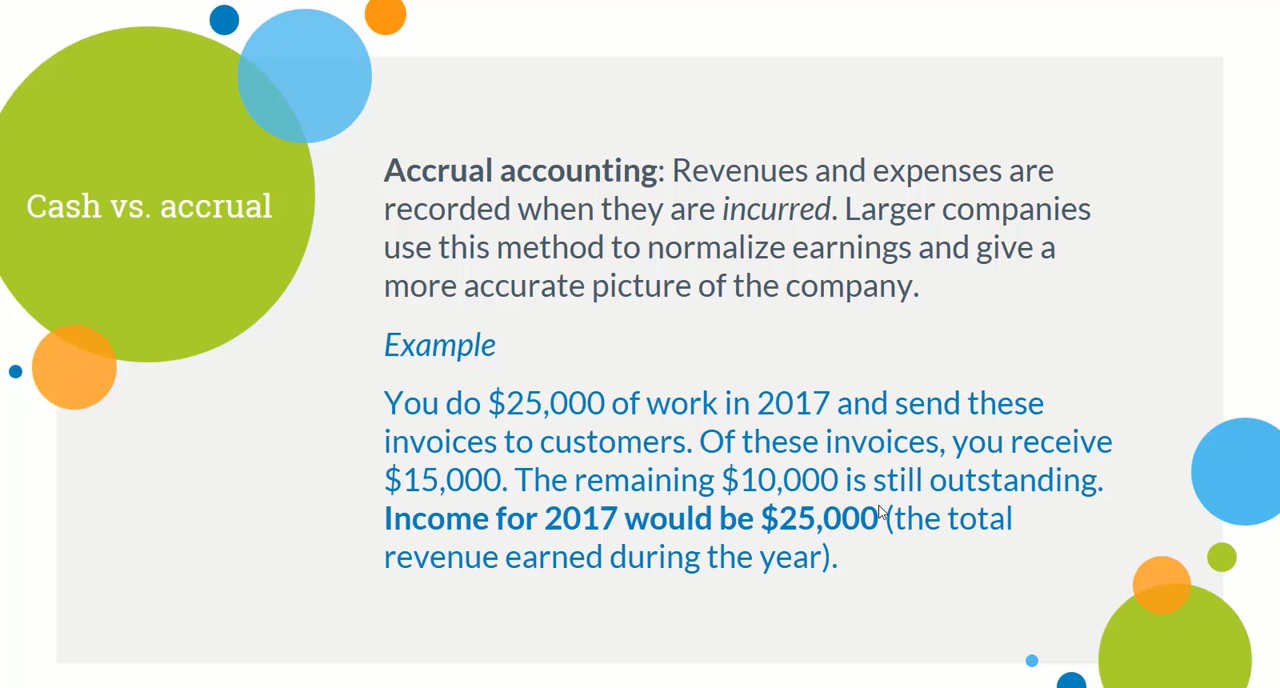 Cash vs. accrual
Accrual accounting: Revenues and expenses are
recorded when they are incurred. Larger companies
use this method to normalize earnings and give a
more accurate picture of the company.
Example
You do $25,000 of work in 2017 and send these
invoices to customers. Of these invoices, you receive
$15,000. The remaining $10,000 is still outstanding.
Income for 2017 would be $25,000 (the total
revenue earned during the year).